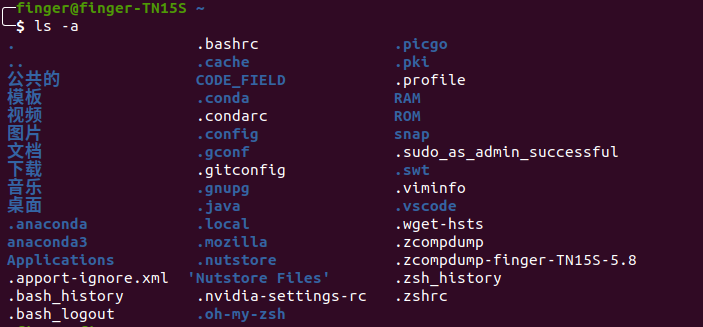 finger@finger-TN15S ~
$ ls -a
. .bashrc .picgo
.. .cache .pki
公共的 CODE_FIELD .profile
模板 .conda RAM
视频 .condarc ROM
图片 .config snap
文档 .gconf .sudo_as_admin_successful
下载 .gitconfig .swt
音乐 .gnupg .viminfo
桌面 .java .vscode
.anaconda .local .wget-hsts
anaconda3 .mozilla .zcompdump
Applications .nutstore .zcompdump-finger-TN15S-5.8
.apport-ignore.xml 'Nutstore Files' .zsh_history
.bash_history .nvidia-settings-rc .zshrc
.bash_logout .oh-my-zsh